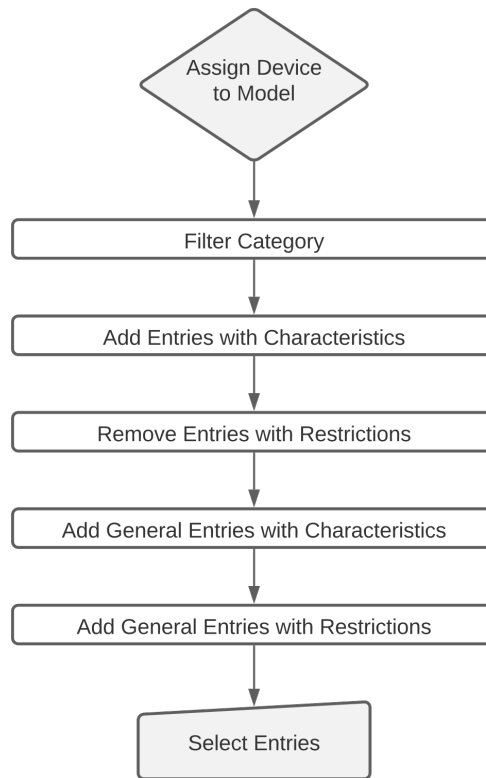 Assign Device
to Model
Filter Category
Add Entries with Characteristics
Remove Entries with Restrictions
Add General Entries with Characteristics
Add General Entries with Restrictions
Select Entries